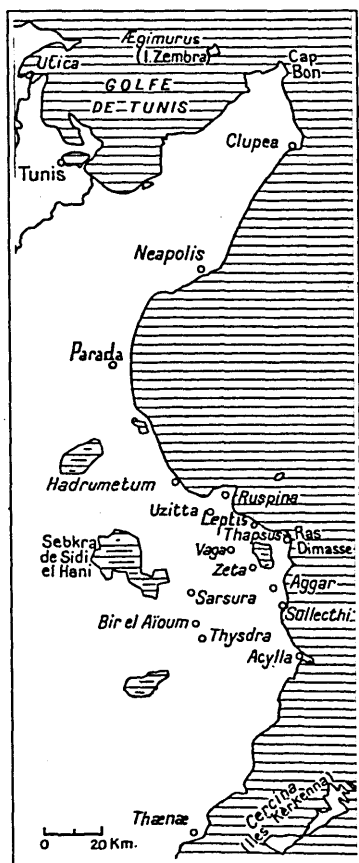 Ægimurus
(I. Zembra)
Cap
Bon
Utica
GOLFE
DE TUNIS
Clupea
Tunis
Neapolis
Parada
Hadrumetum
Ruspina
Uzitta
Leptis
Thapsus
Ras
Dimasse
Sebkra
de Sidi
el Hani
Vaga
Zeta
Aggar
Sarsura
Sullecthi
Bir el Aïoum
Thysdra
Acylla
Cercina
(Iles Kerkenna)
Thænæ
0 20 Km.